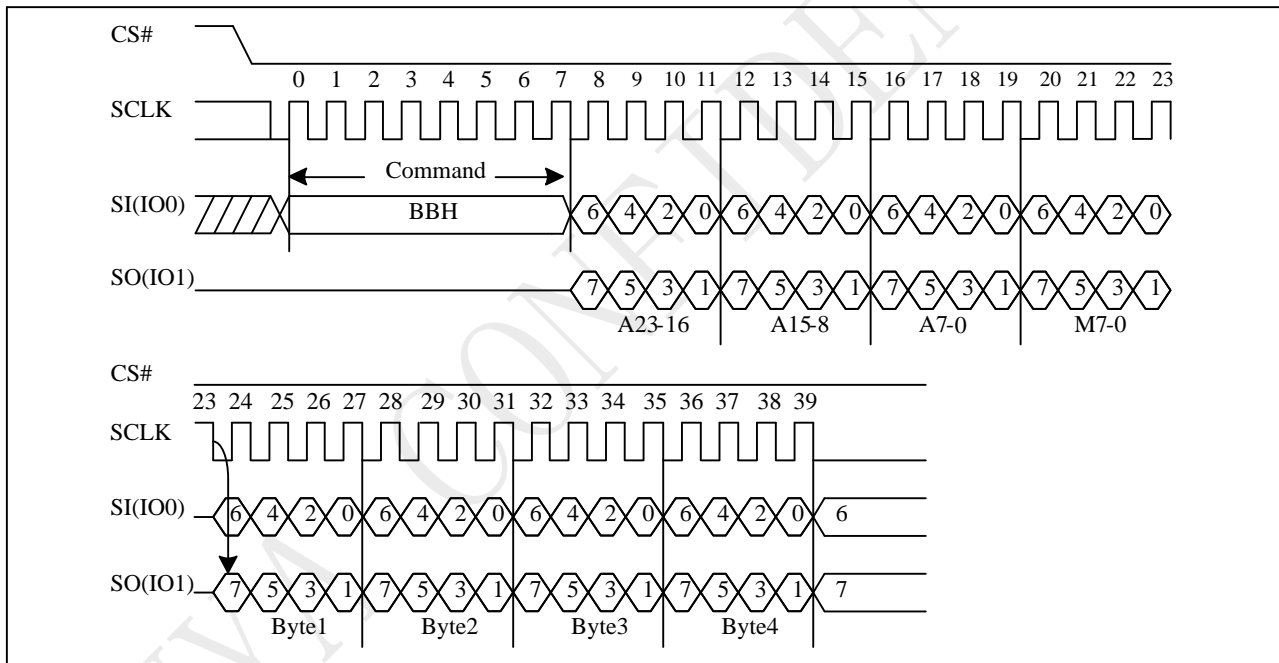 CS#
0 1 2 3 4 5 6 7 8 9 10 11 12 13 14 15 16 17 18 19 20 21 22 23
SCLK
Command
SI(IO0) BBH 6 4 2 0 6 4 2 0 6 4 2 0 6 4 2 0
SO(IO1) 7 5 3 1 7 5 3 1 7 5 3 1 7 5 3 1
A23-16 A15-8 A7-0 M7-0
CS#
23 24 25 26 27 28 29 30 31 32 33 34 35 36 37 38 39
SCLK
SI(IO0) 6 4 2 0 6 4 2 0 6 4 2 0 6 4 2 0 6
SO(IO1) 7 5 3 1 7 5 3 1 7 5 3 1 7 5 3 1 7
Byte1 Byte2 Byte3 Byte4